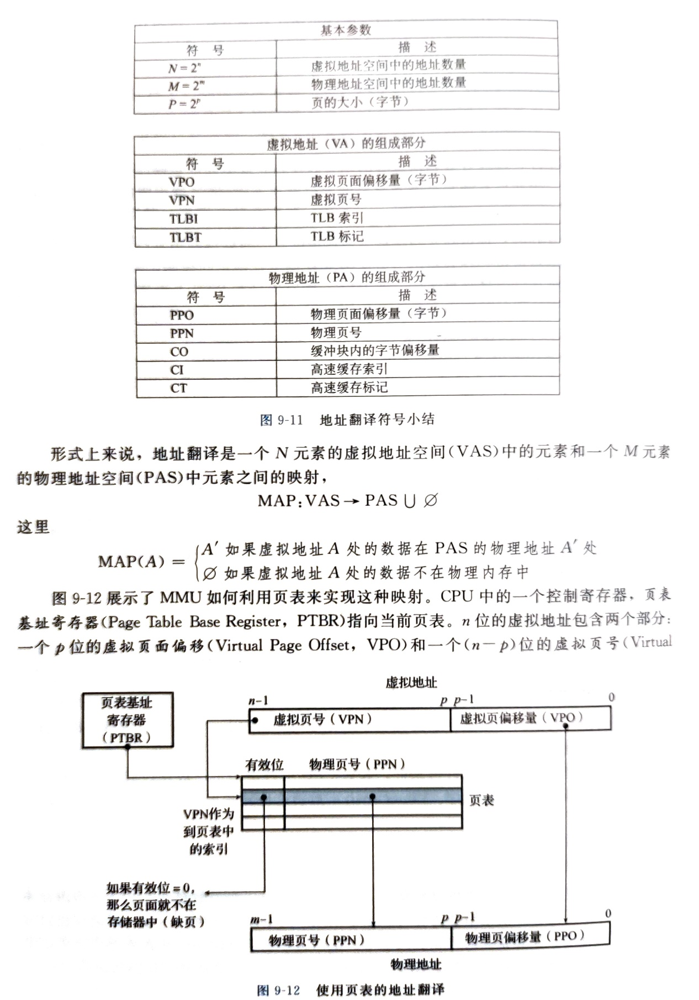 基本参数
符 号 描 述
N = 2ⁿ 虚拟地址空间中的地址数量
M = 2ᵐ 物理地址空间中的地址数量
P = 2ᵖ 页的大小（字节）
虚拟地址（VA）的组成部分
符 号 描 述
VPO 虚拟页面偏移量（字节）
VPN 虚拟页号
TLBI TLB 索引
TLBT TLB 标记
物理地址（PA）的组成部分
符 号 描 述
PPO 物理页面偏移量（字节）
PPN 物理页号
CO 缓冲块内的字节偏移量
CI 高速缓存索引
CT 高速缓存标记
图 9-11 地址翻译符号小结
形式上来说，地址翻译是一个 N 元素的虚拟地址空间(VAS)中的元素和一个 M 元素
的物理地址空间(PAS)中元素之间的映射，
MAP: VAS → PAS ∪ ∅
这里
MAP(A) = { A′ 如果虚拟地址 A 处的数据在 PAS 的物理地址 A′ 处
∅ 如果虚拟地址 A 处的数据不在物理内存中
图 9-12 展示了 MMU 如何利用页表来实现这种映射。CPU 中的一个控制寄存器，页表
基址寄存器(Page Table Base Register，PTBR)指向当前页表。n 位的虚拟地址包含两个部分：
一个 p 位的虚拟页面偏移(Virtual Page Offset，VPO)和一个(n－p)位的虚拟页号(Virtual
虚拟地址
页表基址
寄存器
（PTBR）
n-1 p p-1 0
虚拟页号（VPN） 虚拟页偏移量（VPO）
有效位 物理页号（PPN）
页表
VPN作为
到页表中
的索引
如果有效位=0，
那么页面就不在
存储器中（缺页）
m-1 p p-1 0
物理页号（PPN） 物理页偏移量（PPO）
物理地址
图 9-12 使用页表的地址翻译